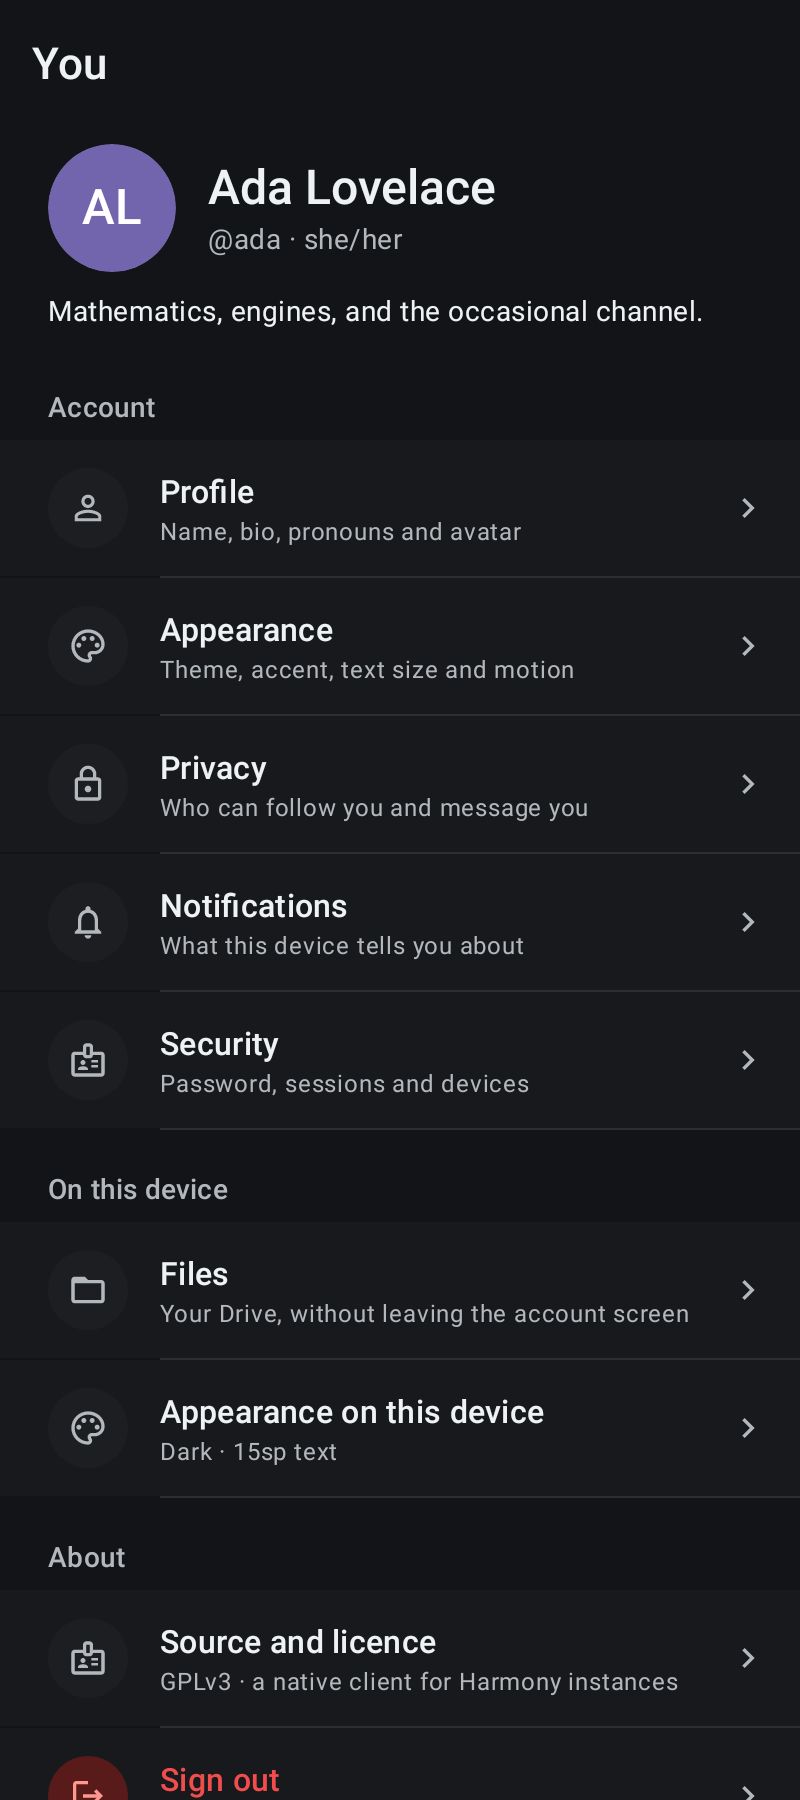 You
AL
Ada Lovelace
@ada · she/her
Mathematics, engines, and the occasional channel.
Account
Profile
Name, bio, pronouns and avatar
Appearance
Theme, accent, text size and motion
Privacy
Who can follow you and message you
Notifications
What this device tells you about
Security
Password, sessions and devices
On this device
Files
Your Drive, without leaving the account screen
Appearance on this device
Dark · 15sp text
About
Source and licence
GPLv3 · a native client for Harmony instances
Sign out